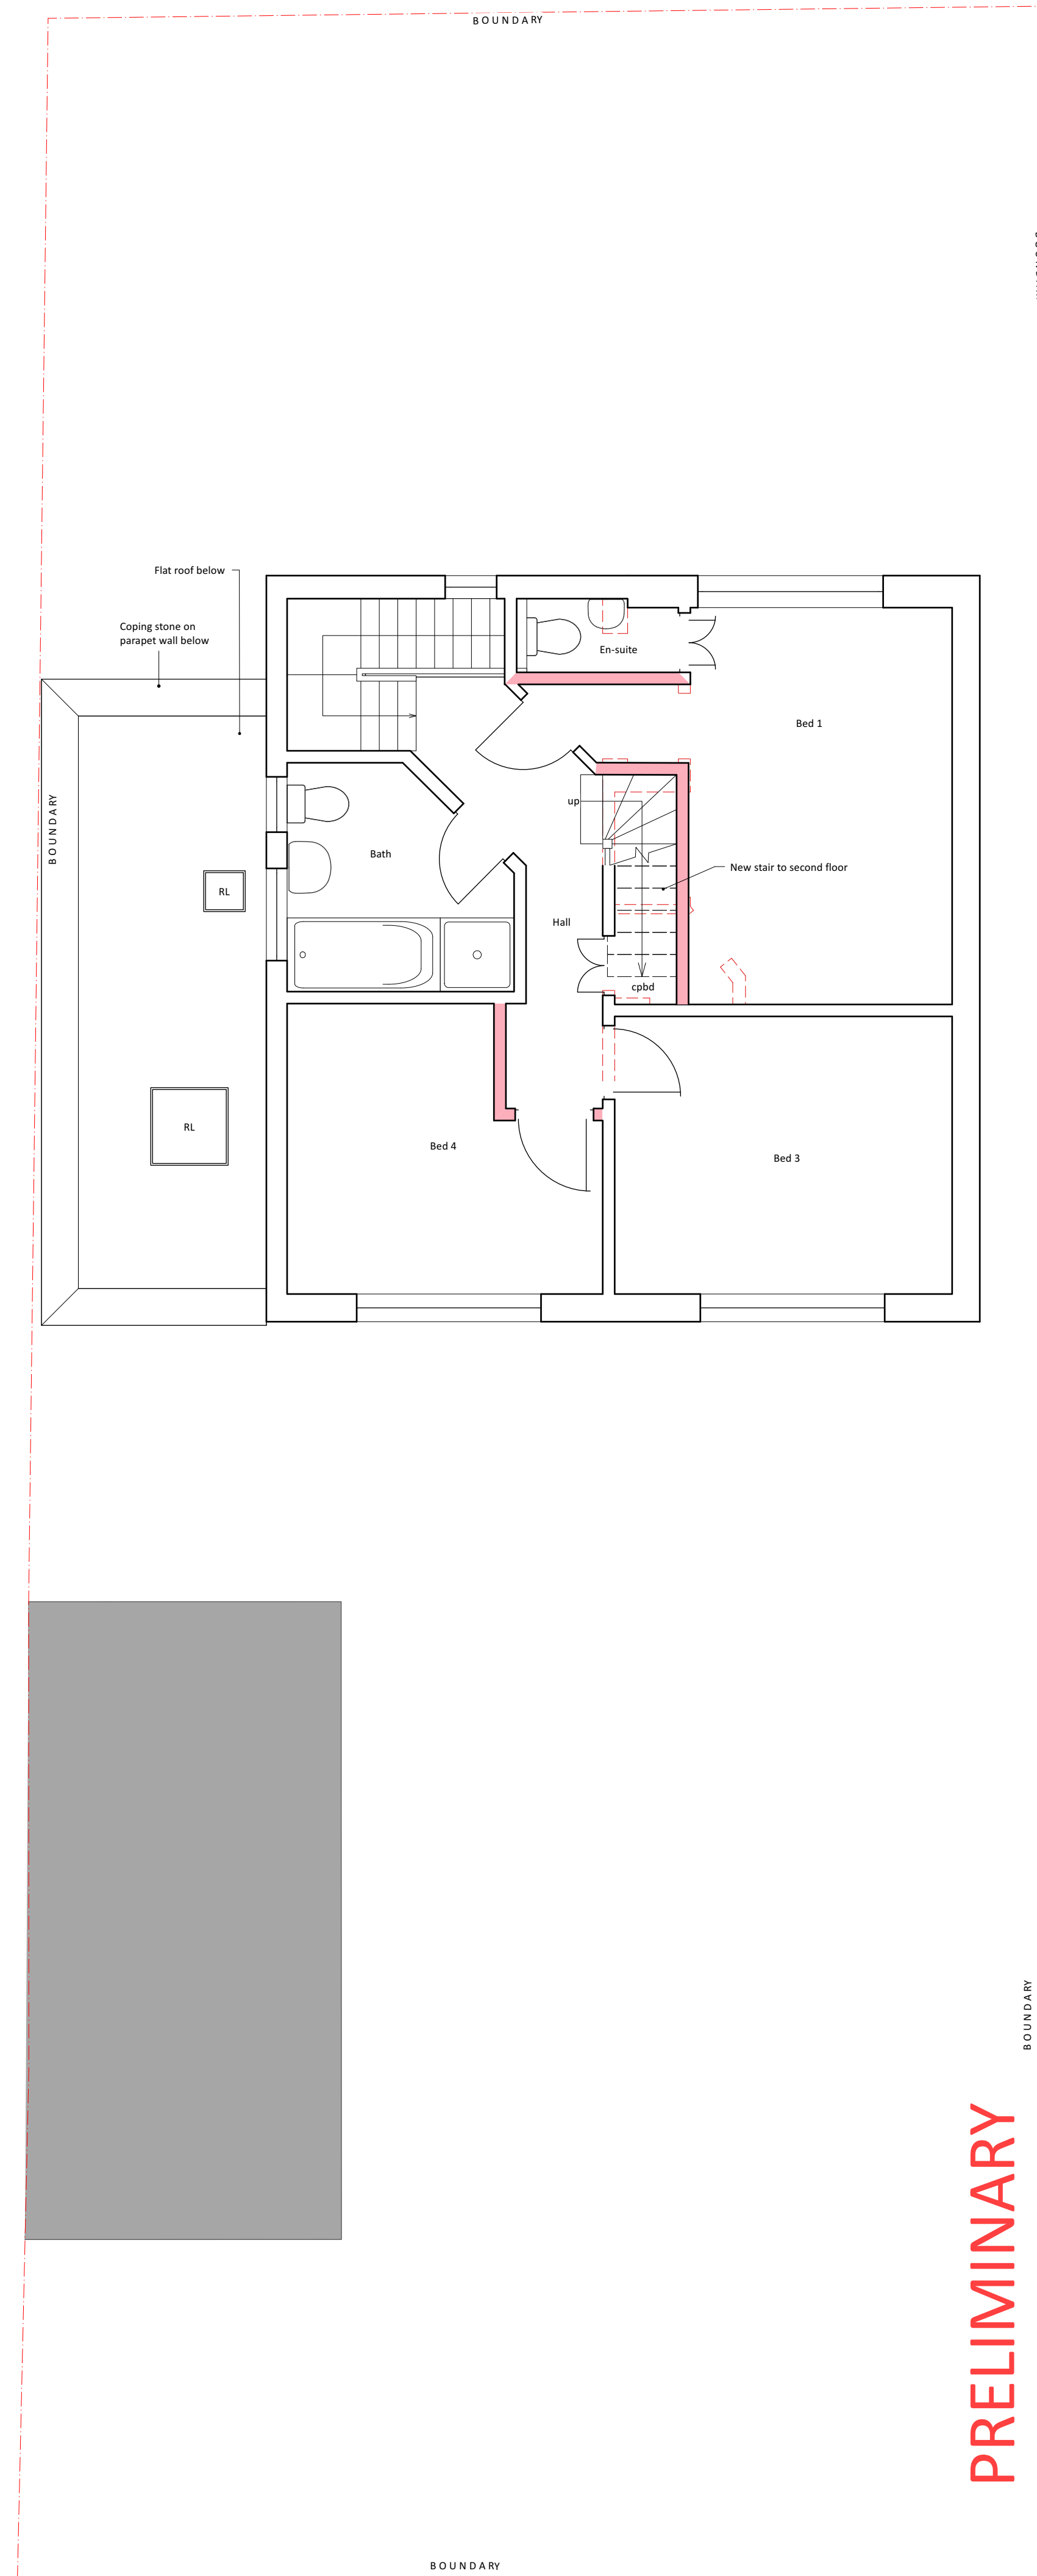 BOUNDARY
Flat roof below
Coping stone on
parapet wall below
En-suite
Bed 1
up
BOUNDARY
Bath
New stair to second floor
RL
Hall
cpbd
RL
Bed 4
Bed 3
BOUNDARY
PRELIMINARY
BOUNDARY